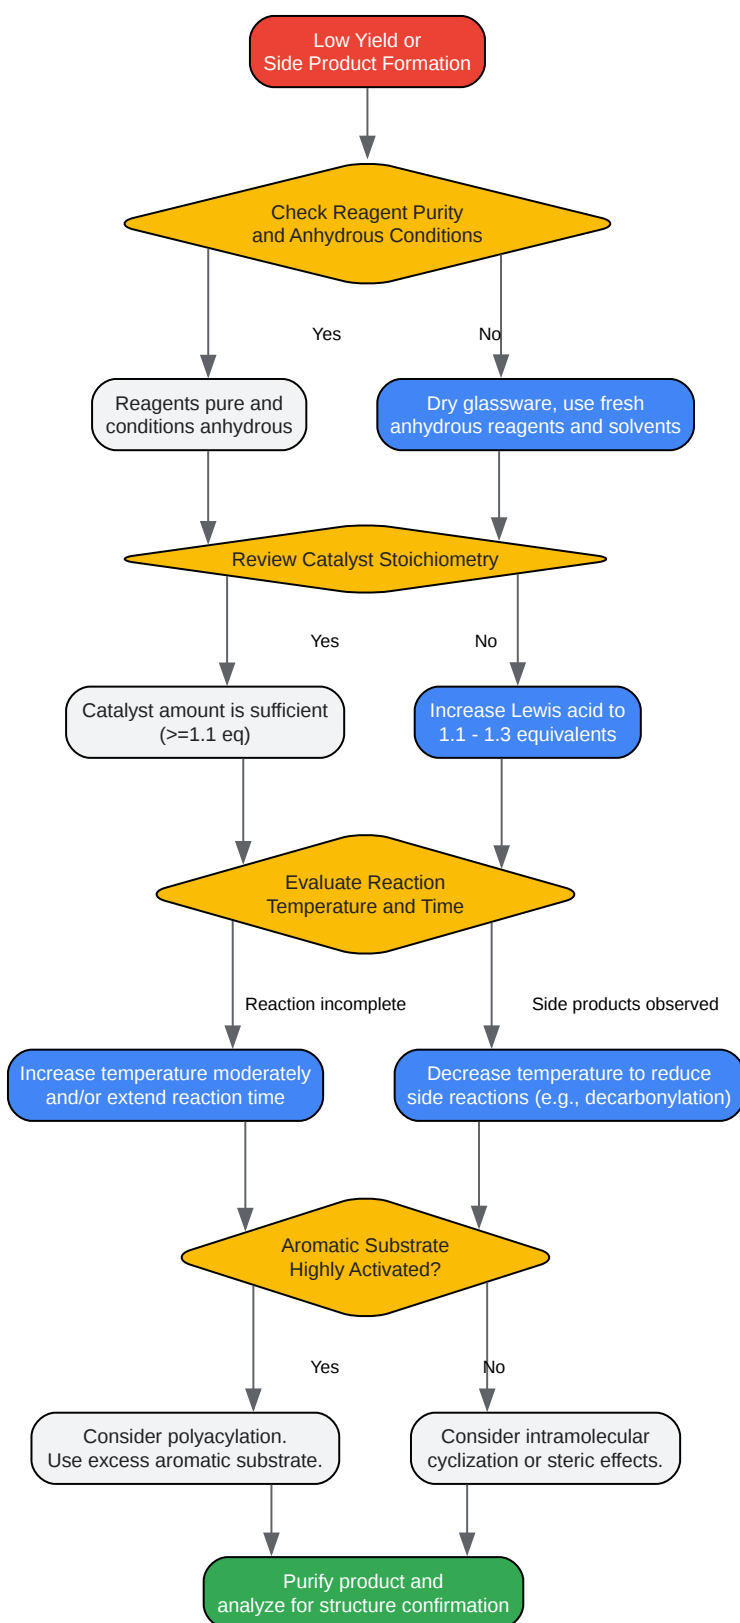 Low Yield or
Side Product Formation
Check Reagent Purity
and Anhydrous Conditions
Yes
No
Reagents pure and
conditions anhydrous
Dry glassware, use fresh
anhydrous reagents and solvents
Review Catalyst Stoichiometry
Yes
No
Catalyst amount is sufficient
(>=1.1 eq)
Increase Lewis acid to
1.1 - 1.3 equivalents
Evaluate Reaction
Temperature and Time
Reaction incomplete
Side products observed
Increase temperature moderately
and/or extend reaction time
Decrease temperature to reduce
side reactions (e.g., decarbonylation)
Aromatic Substrate
Highly Activated?
Yes
No
Consider polyacylation.
Use excess aromatic substrate.
Consider intramolecular
cyclization or steric effects.
Purify product and
analyze for structure confirmation